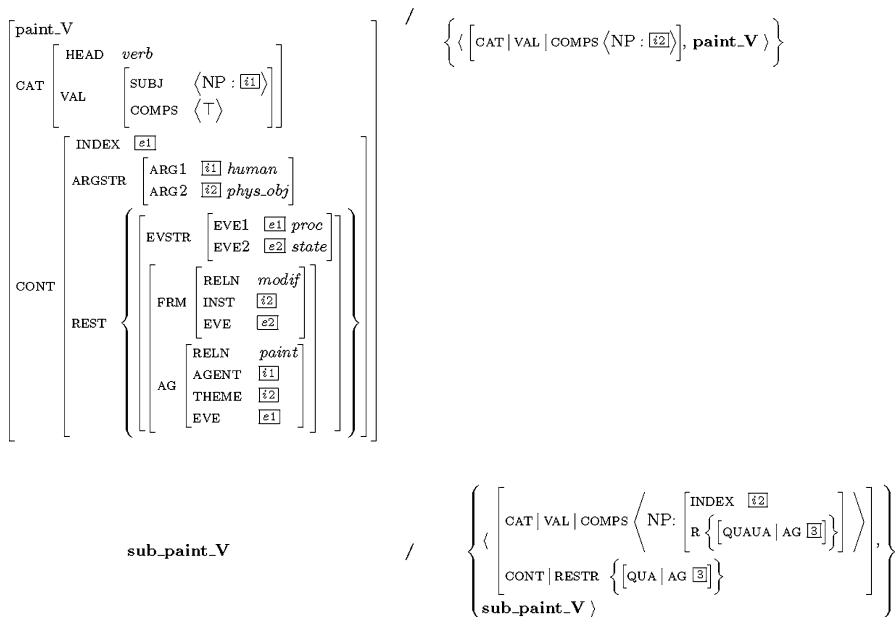 paint_V / { ⟨ [ CAT | VAL | COMPS ⟨NP : i2⟩ ], paint_V ⟩ }
HEAD verb
CAT
SUBJ ⟨NP : i1⟩
VAL
COMPS ⟨⊤⟩
INDEX e1
ARG1 i1 human
ARGSTR
ARG2 i2 phys_obj
EVE1 e1 proc
EVSTR
EVE2 e2 state
RELN modif
CONT
FRM INST i2
REST
EVE e2
RELN paint
AGENT i1
AG
THEME i2
EVE e1
INDEX i2
CAT | VAL | COMPS ⟨ NP: ⟩
R { [ QUAUA | AG 3 ] }
sub_paint_V / { ⟨ , }
CONT | RESTR { [ QUA | AG 3 ] }
sub_paint_V ⟩